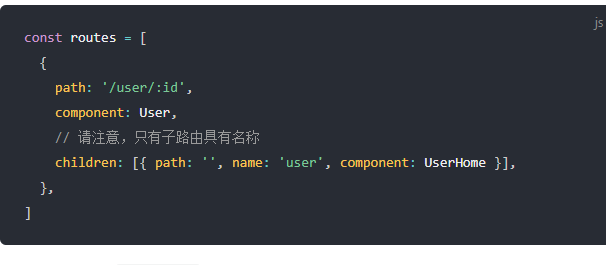 js
const routes = [
  {
    path: '/user/:id',
    component: User,
    // 请注意，只有子路由具有名称
    children: [{ path: '', name: 'user', component: UserHome }],
  },
]